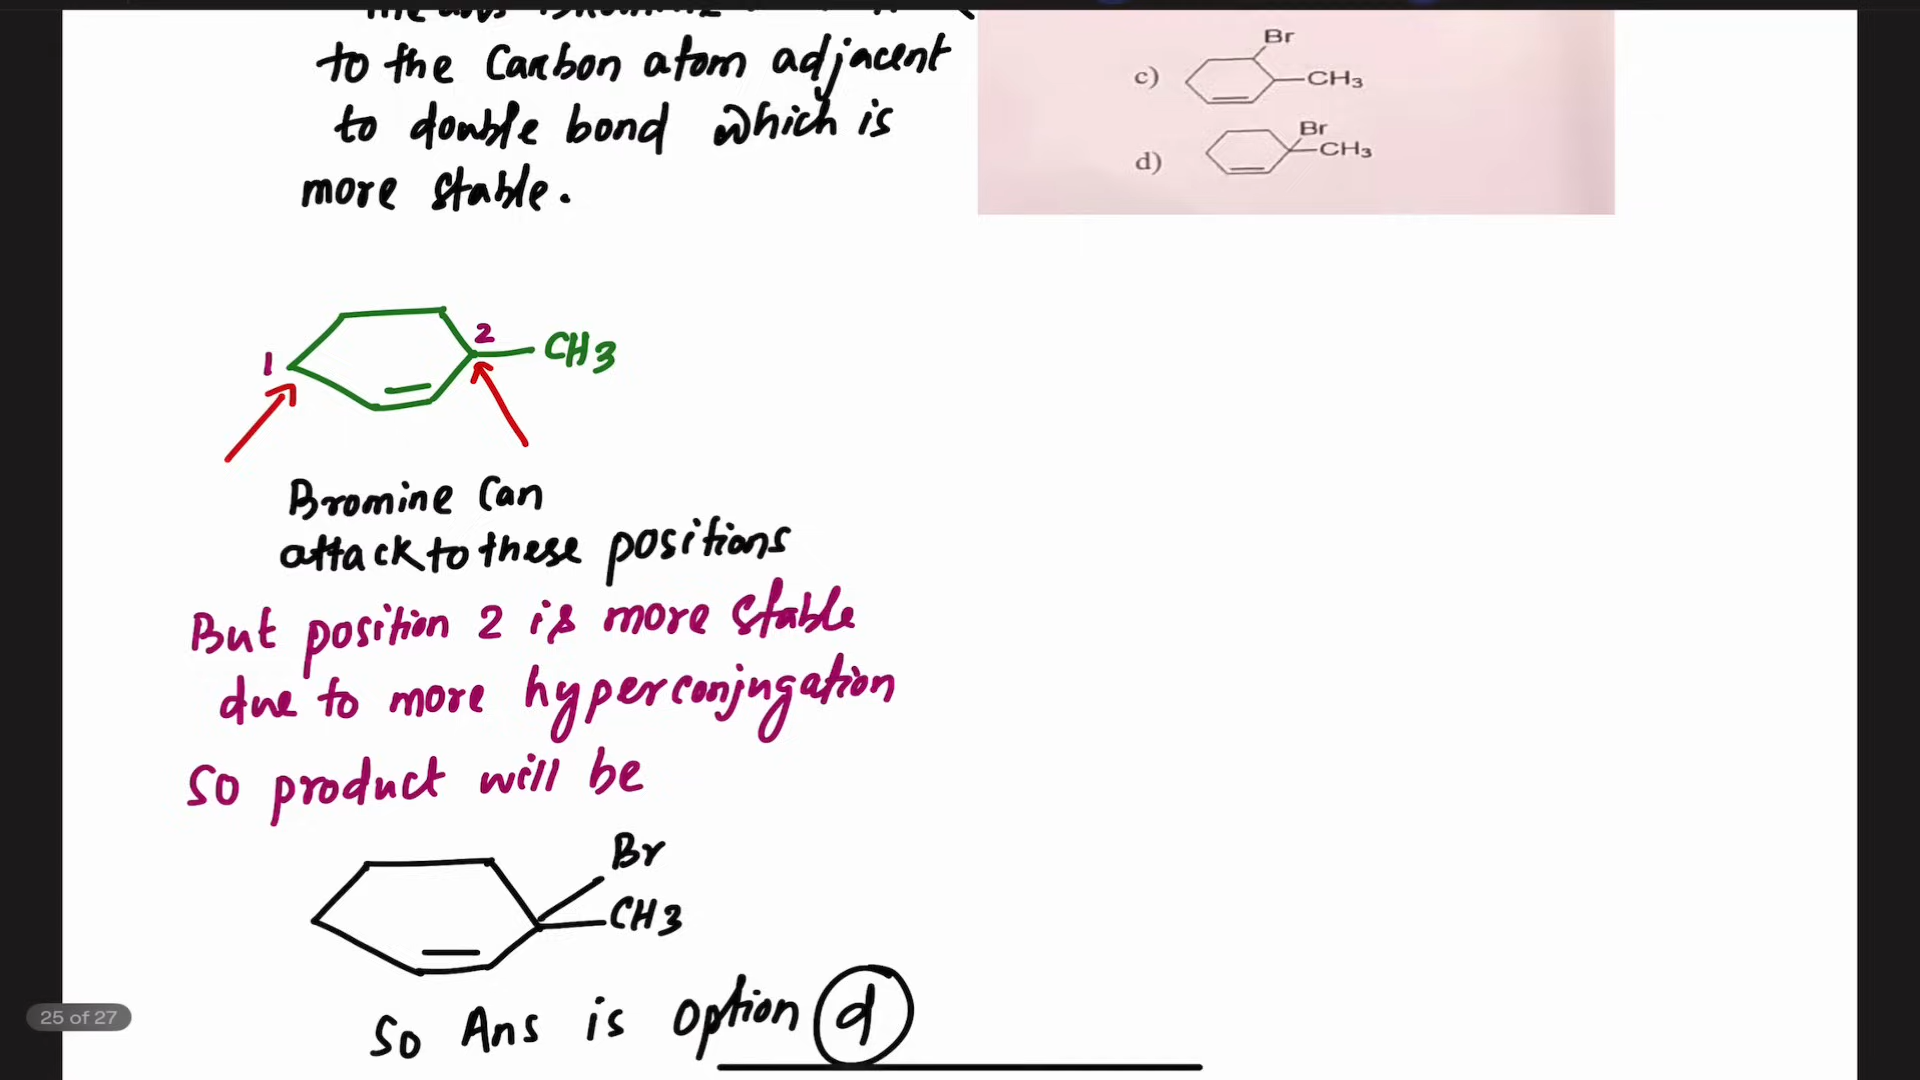 to the Carbon atom adjacent
to double bond which is
more stable.
Br
c)
CH3
Br
CH3
d)
1
2
CH3
Bromine Can
attack to these positions
But position 2 is more stable
due to more hyperconjugation
So product will be
Br
CH3
So Ans is option d
25 of 27